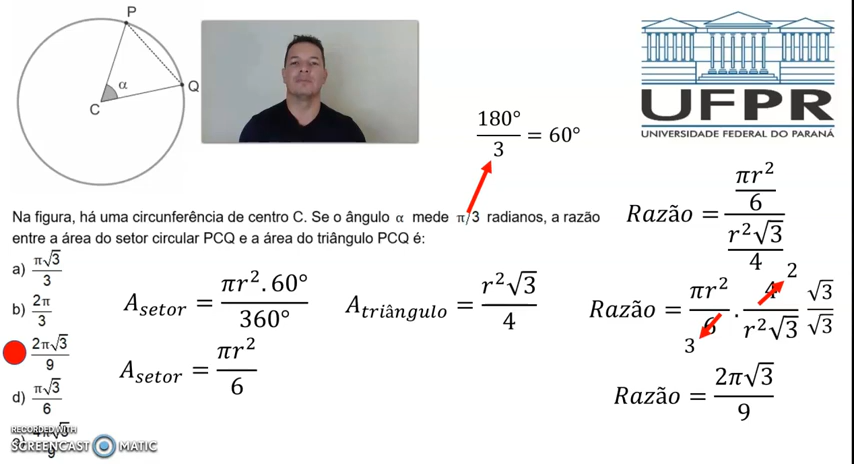 P
Q
α
C
180°/3 = 60°
UFPR
UNIVERSIDADE FEDERAL DO PARANÁ
Na figura, há uma circunferência de centro C. Se o ângulo α mede π/3 radianos, a razão
entre a área do setor circular PCQ e a área do triângulo PCQ é:
a) π√3/3
b) 2π/3
2π√3/9
d) π√3/6
4π√3/9
A_setor = πr².60°/360°
A_setor = πr²/6
A_triângulo = r²√3/4
Razão = (πr²/6)/(r²√3/4)
Razão = πr²/6 . 4/r²√3 √3/√3
3
2
Razão = 2π√3/9
RECORDED WITH
SCREENCAST MATIC